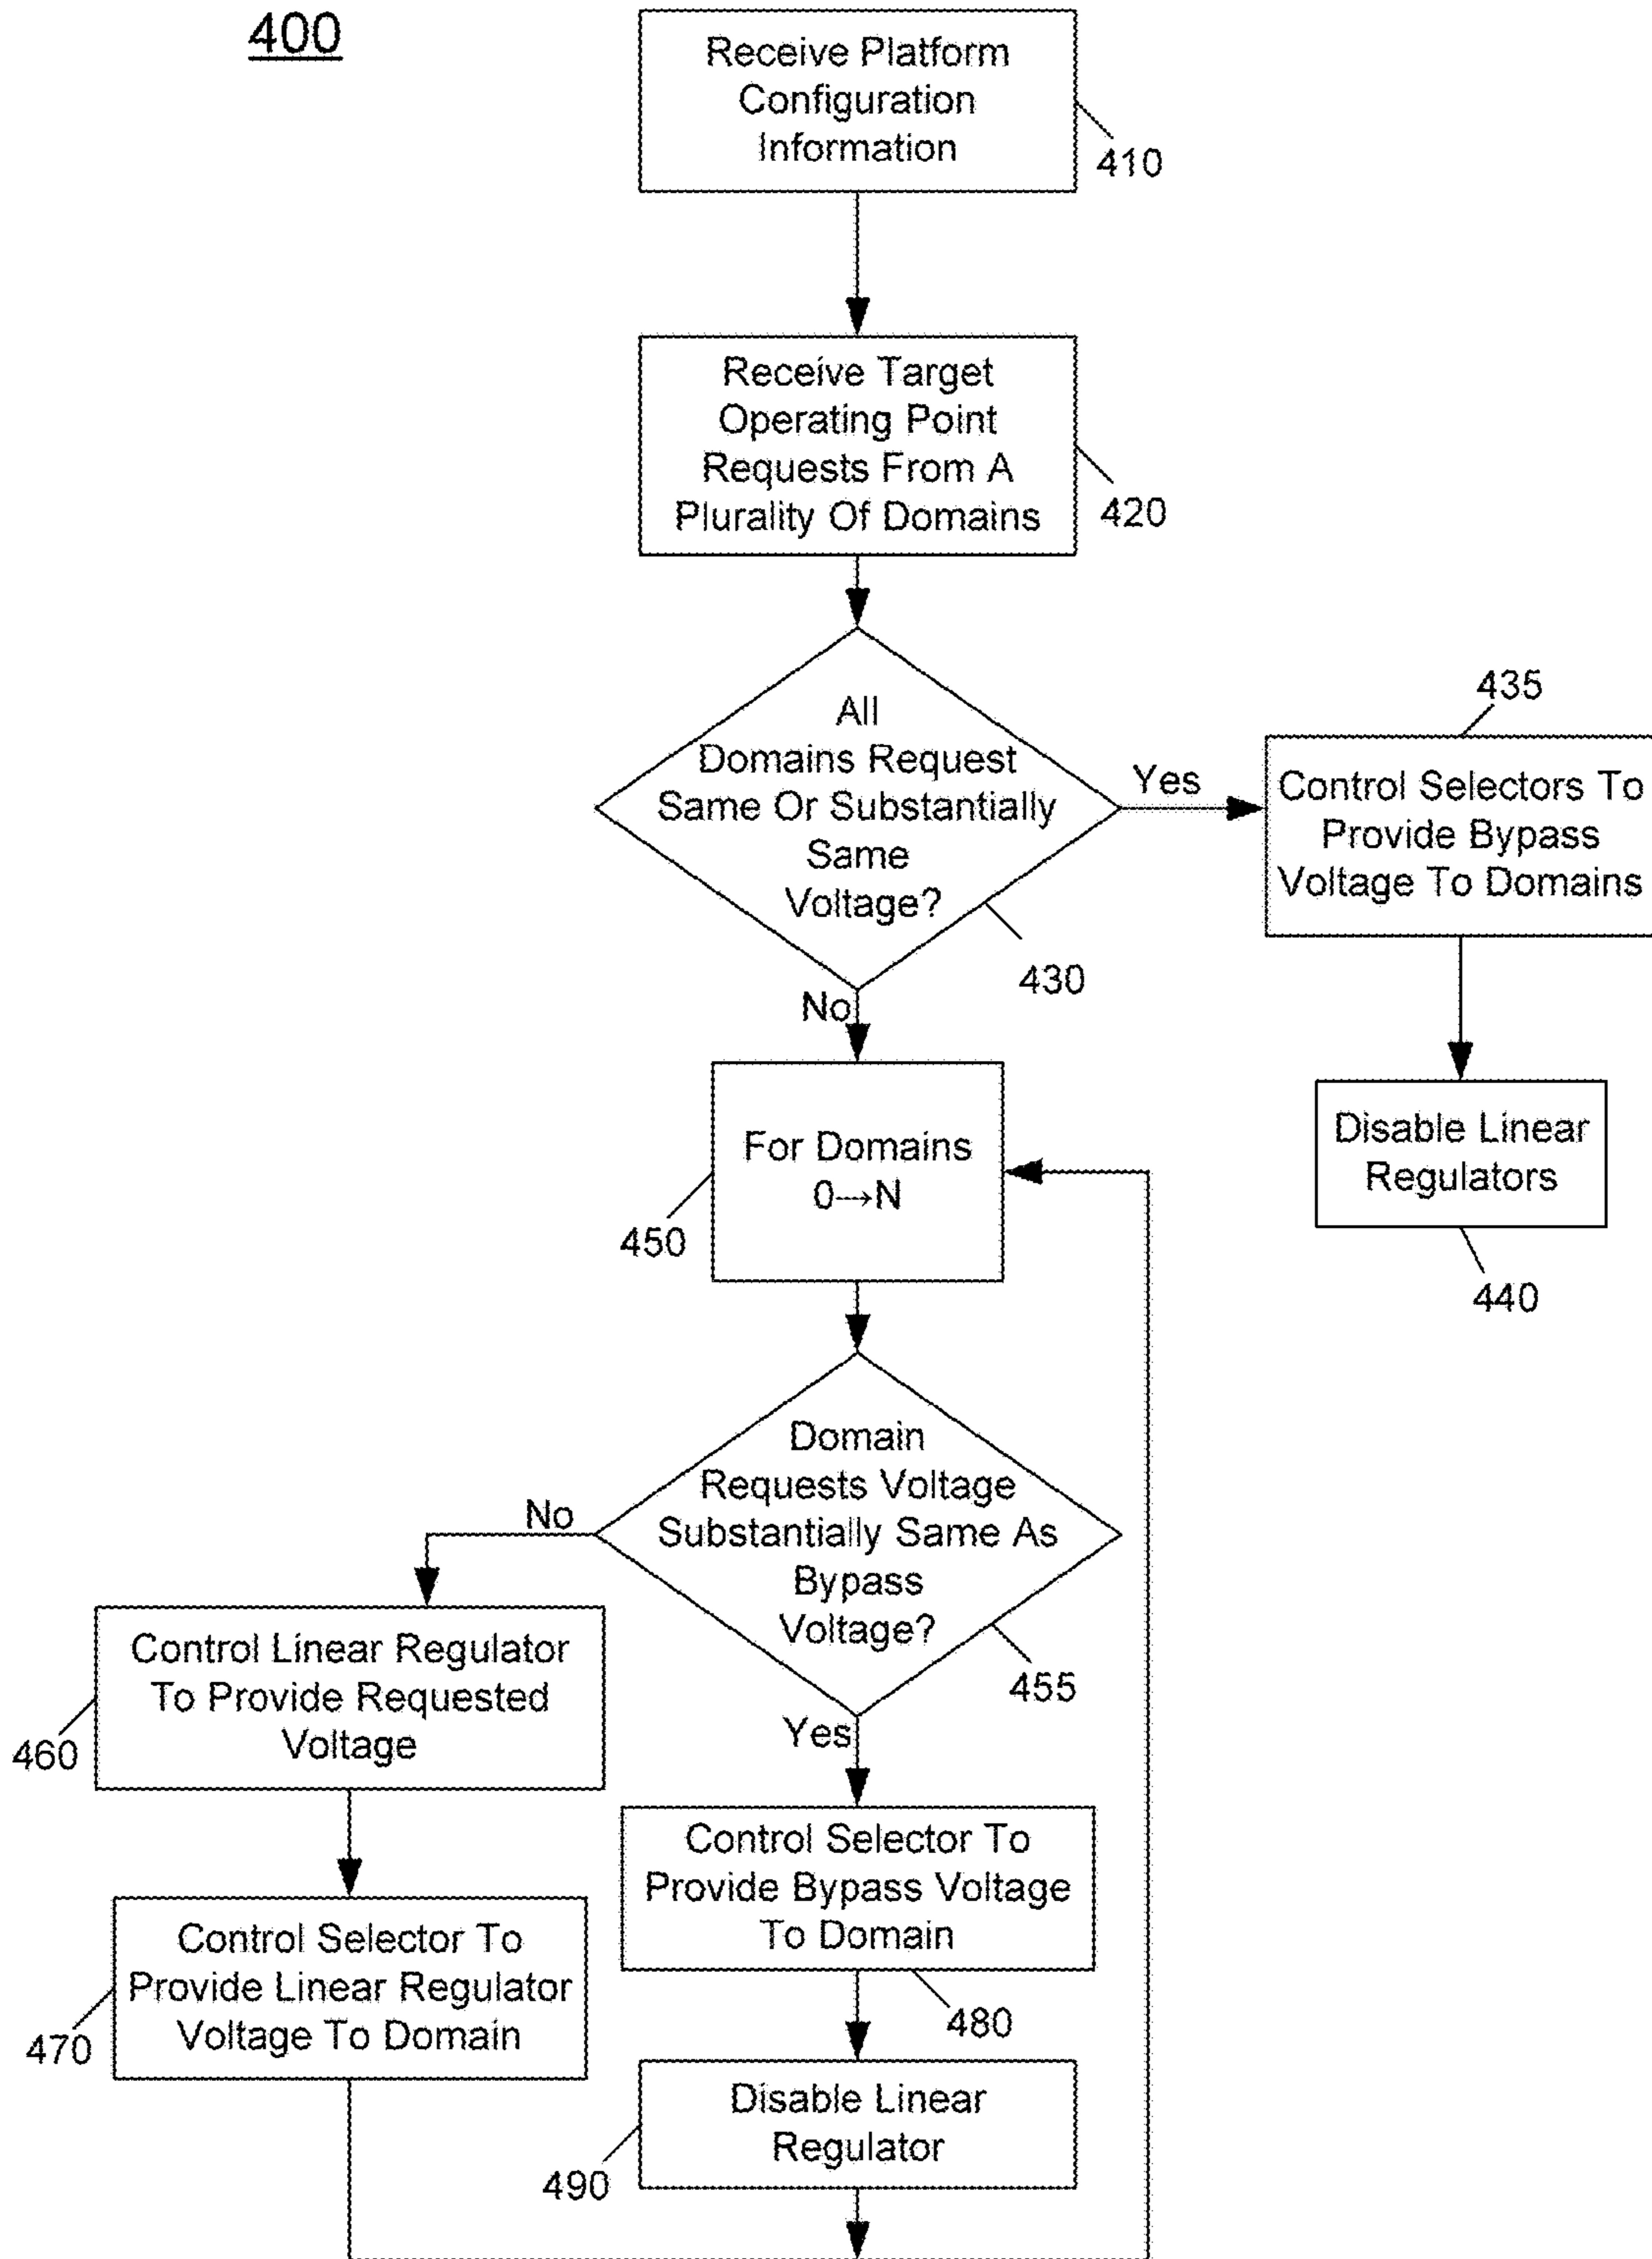 400
Receive Platform
Configuration
Information
410
Receive Target
Operating Point
Requests From A
Plurality Of Domains
420
All
Domains Request
Same Or Substantially
Same
Voltage?
430
Yes
435
Control Selectors To
Provide Bypass
Voltage To Domains
Disable Linear
Regulators
440
No
For Domains
0→N
450
Domain
Requests Voltage
Substantially Same As
Bypass
Voltage?
455
No
Control Linear Regulator
To Provide Requested
Voltage
460
Control Selector To
Provide Linear Regulator
Voltage To Domain
470
Yes
Control Selector To
Provide Bypass Voltage
To Domain
480
Disable Linear
Regulator
490